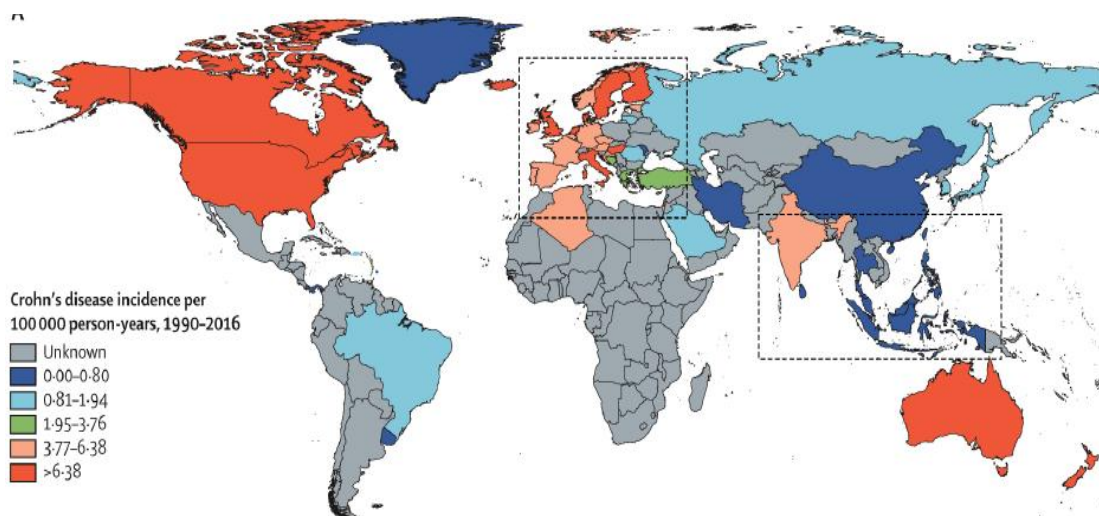 A
Crohn's disease incidence per
100 000 person-years, 1990–2016
Unknown
0·00–0·80
0·81–1·94
1·95–3·76
3·77–6·38
>6·38